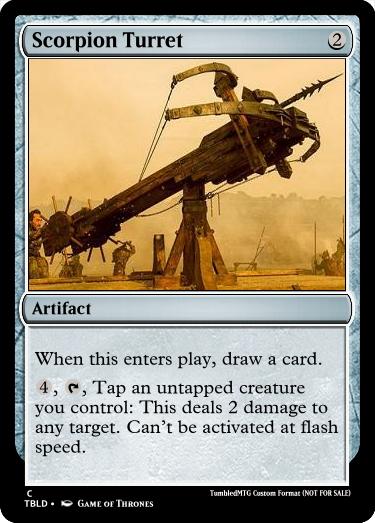 Scorpion Turret 2
Artifact
When this enters play, draw a card.
4, , Tap an untapped creature
you control: This deals 2 damage to
any target. Can't be activated at flash
speed.
C
TBLD • GAME OF THRONES
TumbledMTG Custom Format (NOT FOR SALE)